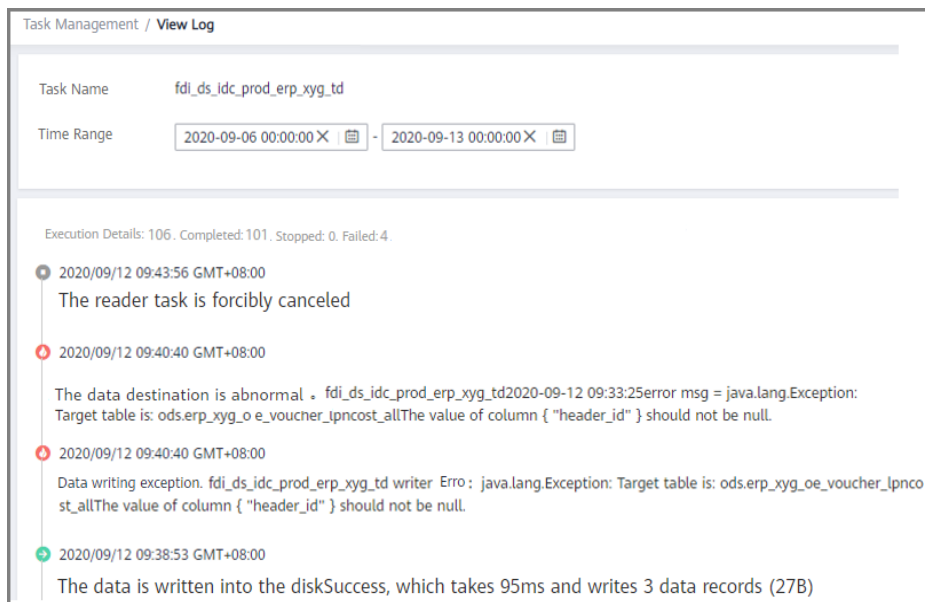 Task Management / View Log
Task Name fdi_ds_idc_prod_erp_xyg_td
Time Range 2020-09-06 00:00:00 - 2020-09-13 00:00:00
Execution Details: 106. Completed: 101. Stopped: 0. Failed: 4.
2020/09/12 09:43:56 GMT+08:00
The reader task is forcibly canceled
2020/09/12 09:40:40 GMT+08:00
The data destination is abnormal 。 fdi_ds_idc_prod_erp_xyg_td2020-09-12 09:33:25error msg = java.lang.Exception:
Target table is: ods.erp_xyg_o e_voucher_lpncost_allThe value of column { "header_id" } should not be null.
2020/09/12 09:40:40 GMT+08:00
Data writing exception. fdi_ds_idc_prod_erp_xyg_td writer Erro: java.lang.Exception: Target table is: ods.erp_xyg_oe_voucher_lpnco
st_allThe value of column { "header_id" } should not be null.
2020/09/12 09:38:53 GMT+08:00
The data is written into the diskSuccess, which takes 95ms and writes 3 data records (27B)